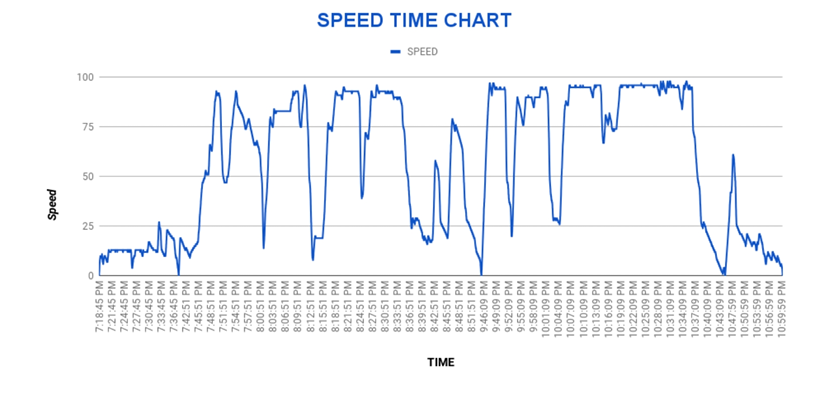 SPEED TIME CHART
SPEED
100
75
50
25
0
Speed
7:18:45 PM
7:21:45 PM
7:24:45 PM
7:27:45 PM
7:30:45 PM
7:33:45 PM
7:36:45 PM
7:42:51 PM
7:45:51 PM
7:48:51 PM
7:51:51 PM
7:54:51 PM
7:57:51 PM
8:00:51 PM
8:03:51 PM
8:06:51 PM
8:09:51 PM
8:12:51 PM
8:15:51 PM
8:18:51 PM
8:21:51 PM
8:24:51 PM
8:27:51 PM
8:30:51 PM
8:33:51 PM
8:36:51 PM
8:39:51 PM
8:42:51 PM
8:45:51 PM
8:48:51 PM
8:51:51 PM
9:46:09 PM
9:49:09 PM
9:52:09 PM
9:55:09 PM
9:58:09 PM
10:01:09 PM
10:04:09 PM
10:07:09 PM
10:10:09 PM
10:13:09 PM
10:16:09 PM
10:19:09 PM
10:22:09 PM
10:25:09 PM
10:28:09 PM
10:31:09 PM
10:34:09 PM
10:37:09 PM
10:40:09 PM
10:43:09 PM
10:47:59 PM
10:50:59 PM
10:53:59 PM
10:56:59 PM
10:59:59 PM
TIME